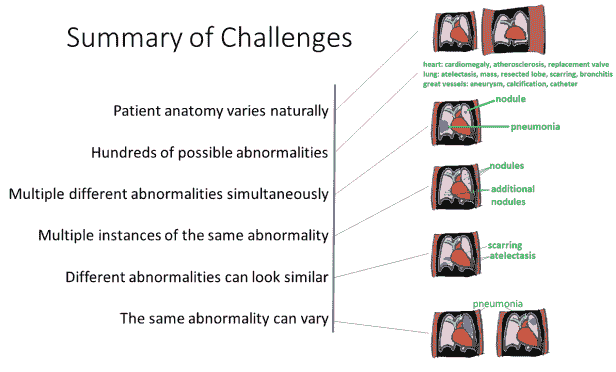 Summary of Challenges
heart: cardiomegaly, atherosclerosis, replacement valve
lung: atelectasis, mass, resected lobe, scarring, bronchitis
great vessels: aneurysm, calcification, catheter
Patient anatomy varies naturally
Hundreds of possible abnormalities
Multiple different abnormalities simultaneously
Multiple instances of the same abnormality
Different abnormalities can look similar
The same abnormality can vary
nodule
pneumonia
nodules
additional
nodules
scarring
atelectasis
pneumonia